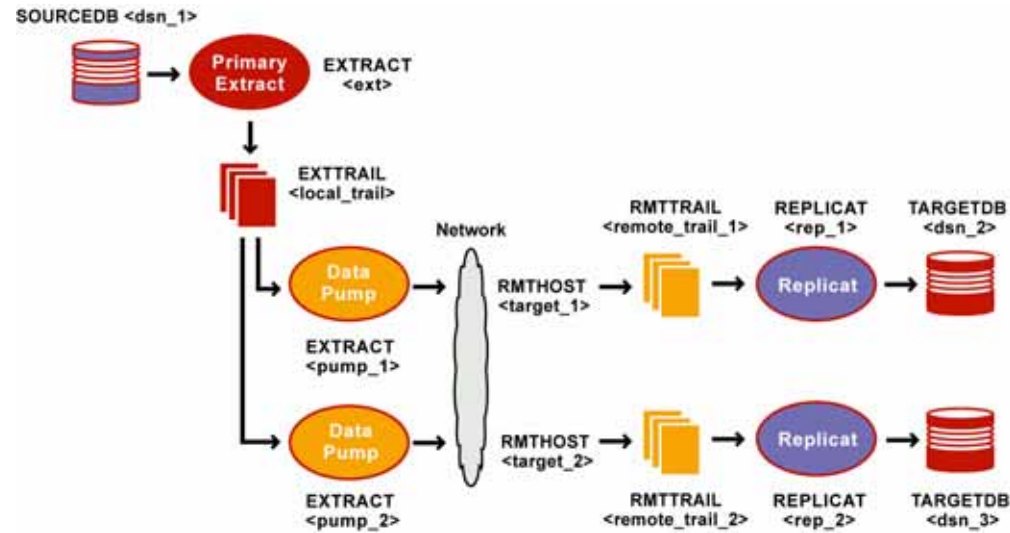 SOURCEDB <dsn_1>
Primary
Extract
EXTRACT
<ext>
EXTTRAIL
<local_trail>
Network
Data
Pump
EXTRACT
<pump_1>
RMTHOST
<target_1>
RMTTRAIL
<remote_trail_1>
REPLICAT
<rep_1>
Replicat
TARGETDB
<dsn_2>
Data
Pump
EXTRACT
<pump_2>
RMTHOST
<target_2>
RMTTRAIL
<remote_trail_2>
Replicat
REPLICAT
<rep_2>
TARGETDB
<dsn_3>